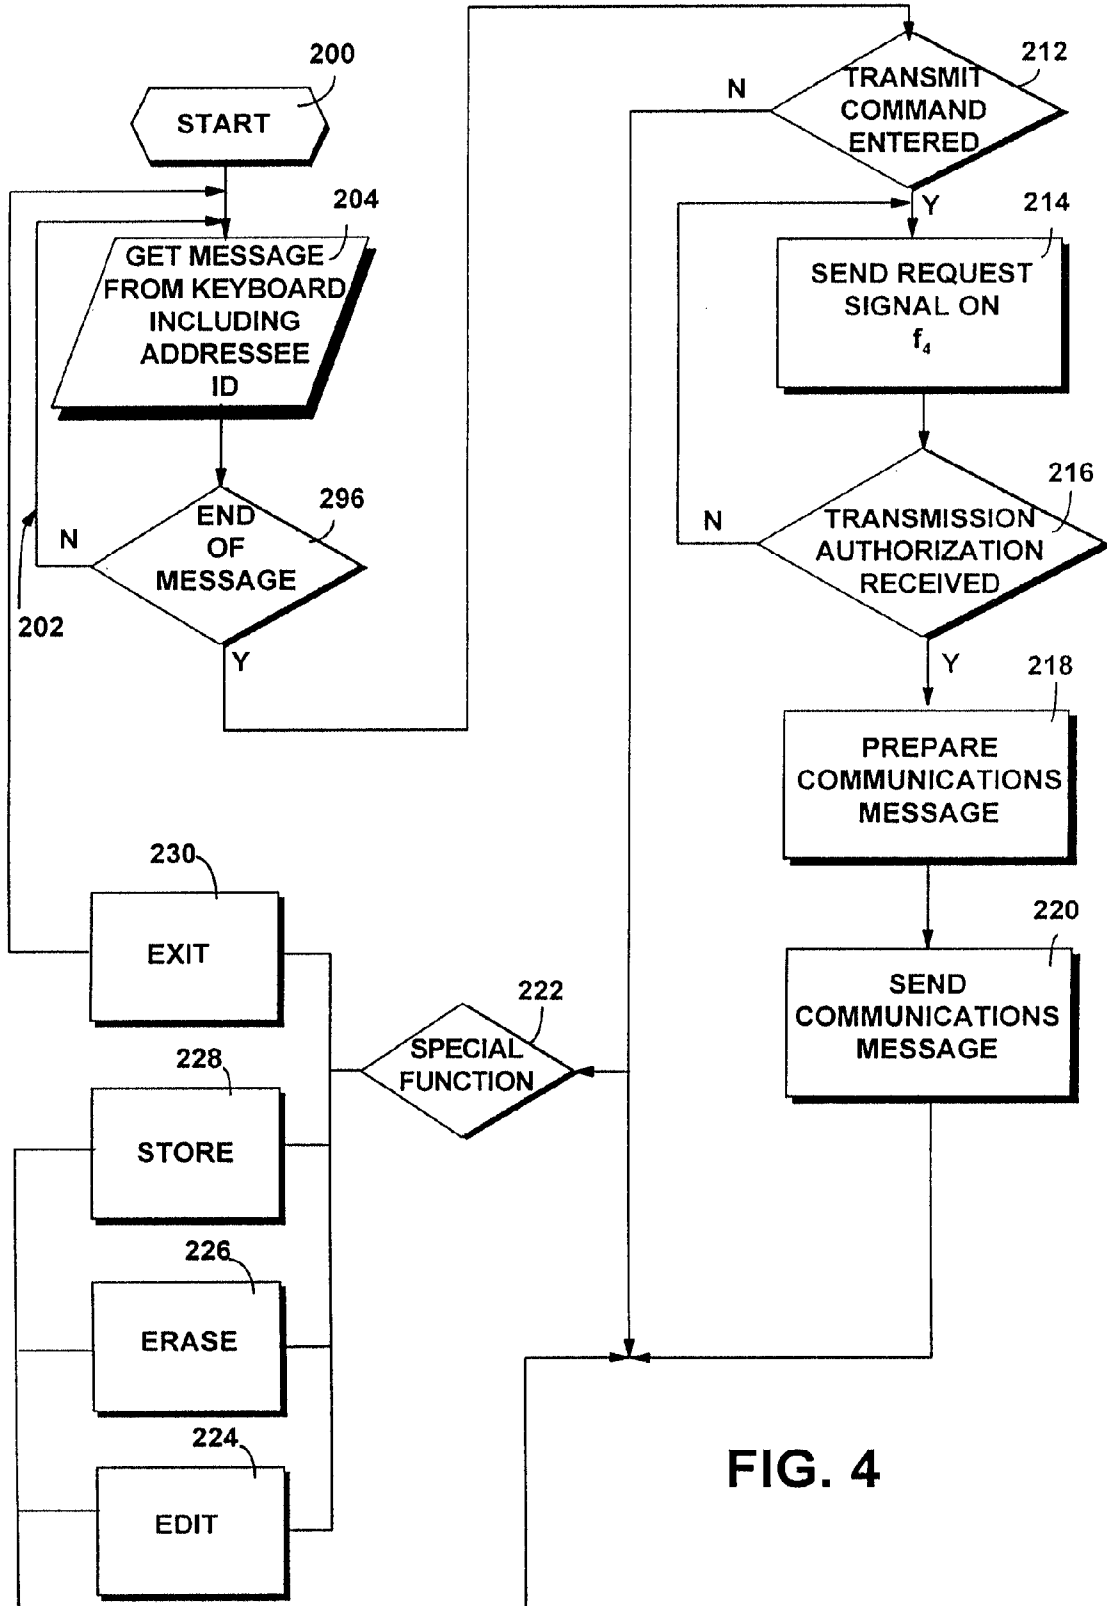 200
START
204
GET MESSAGE
FROM KEYBOARD
INCLUDING
ADDRESSEE
ID
296
END
OF
MESSAGE
N
202
Y
212
TRANSMIT
COMMAND
ENTERED
N
Y
214
SEND REQUEST
SIGNAL ON
f₄
216
TRANSMISSION
AUTHORIZATION
RECEIVED
N
Y
218
PREPARE
COMMUNICATIONS
MESSAGE
220
SEND
COMMUNICATIONS
MESSAGE
222
SPECIAL
FUNCTION
230
EXIT
228
STORE
226
ERASE
224
EDIT
FIG. 4